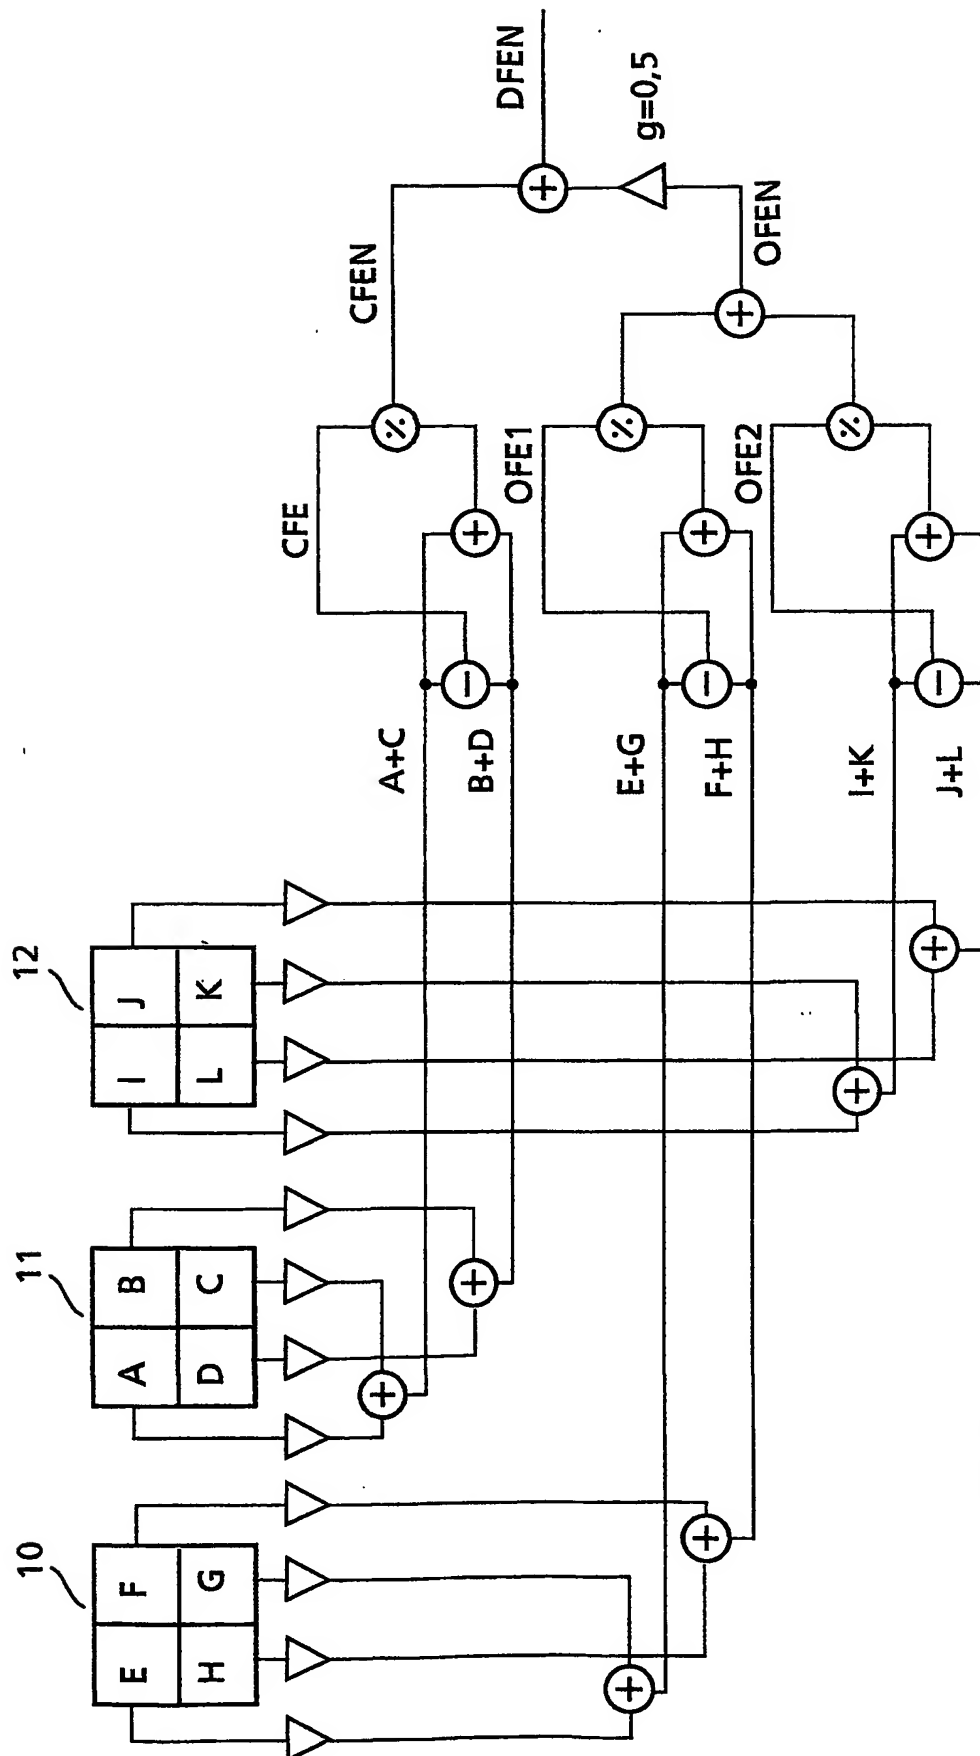 10
11
12
E
F
H
G
A
B
D
C
I
J
L
K
A+C
B+D
E+G
F+H
I+K
J+L
CFE
OFE1
OFE2
CFEN
OFEN
DFEN
g=0,5
+
+
+
+
+
+
−
−
−
+
+
+
%
%
%
+
+